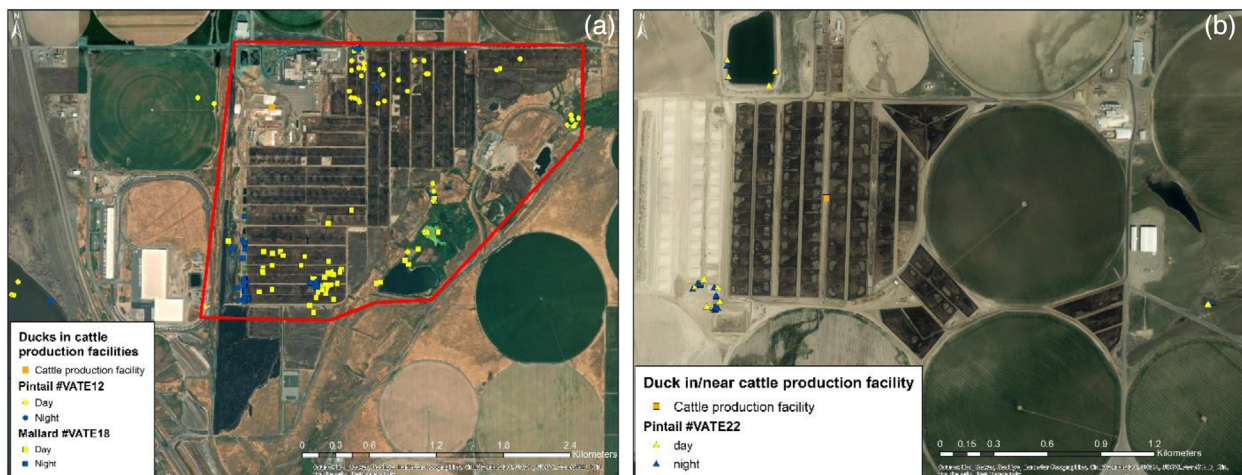 N
(a)
Ducks in cattle
production facilities
Cattle production facility
Pintail #VATE12
Day
Night
Mallard #VATE18
Day
Night
0 0.3 0.6 1.2 1.8 2.4
Kilometers
N
(b)
Duck in/near cattle production facility
Cattle production facility
Pintail #VATE22
day
night
0 0.15 0.3 0.6 0.9 1.2
Kilometers